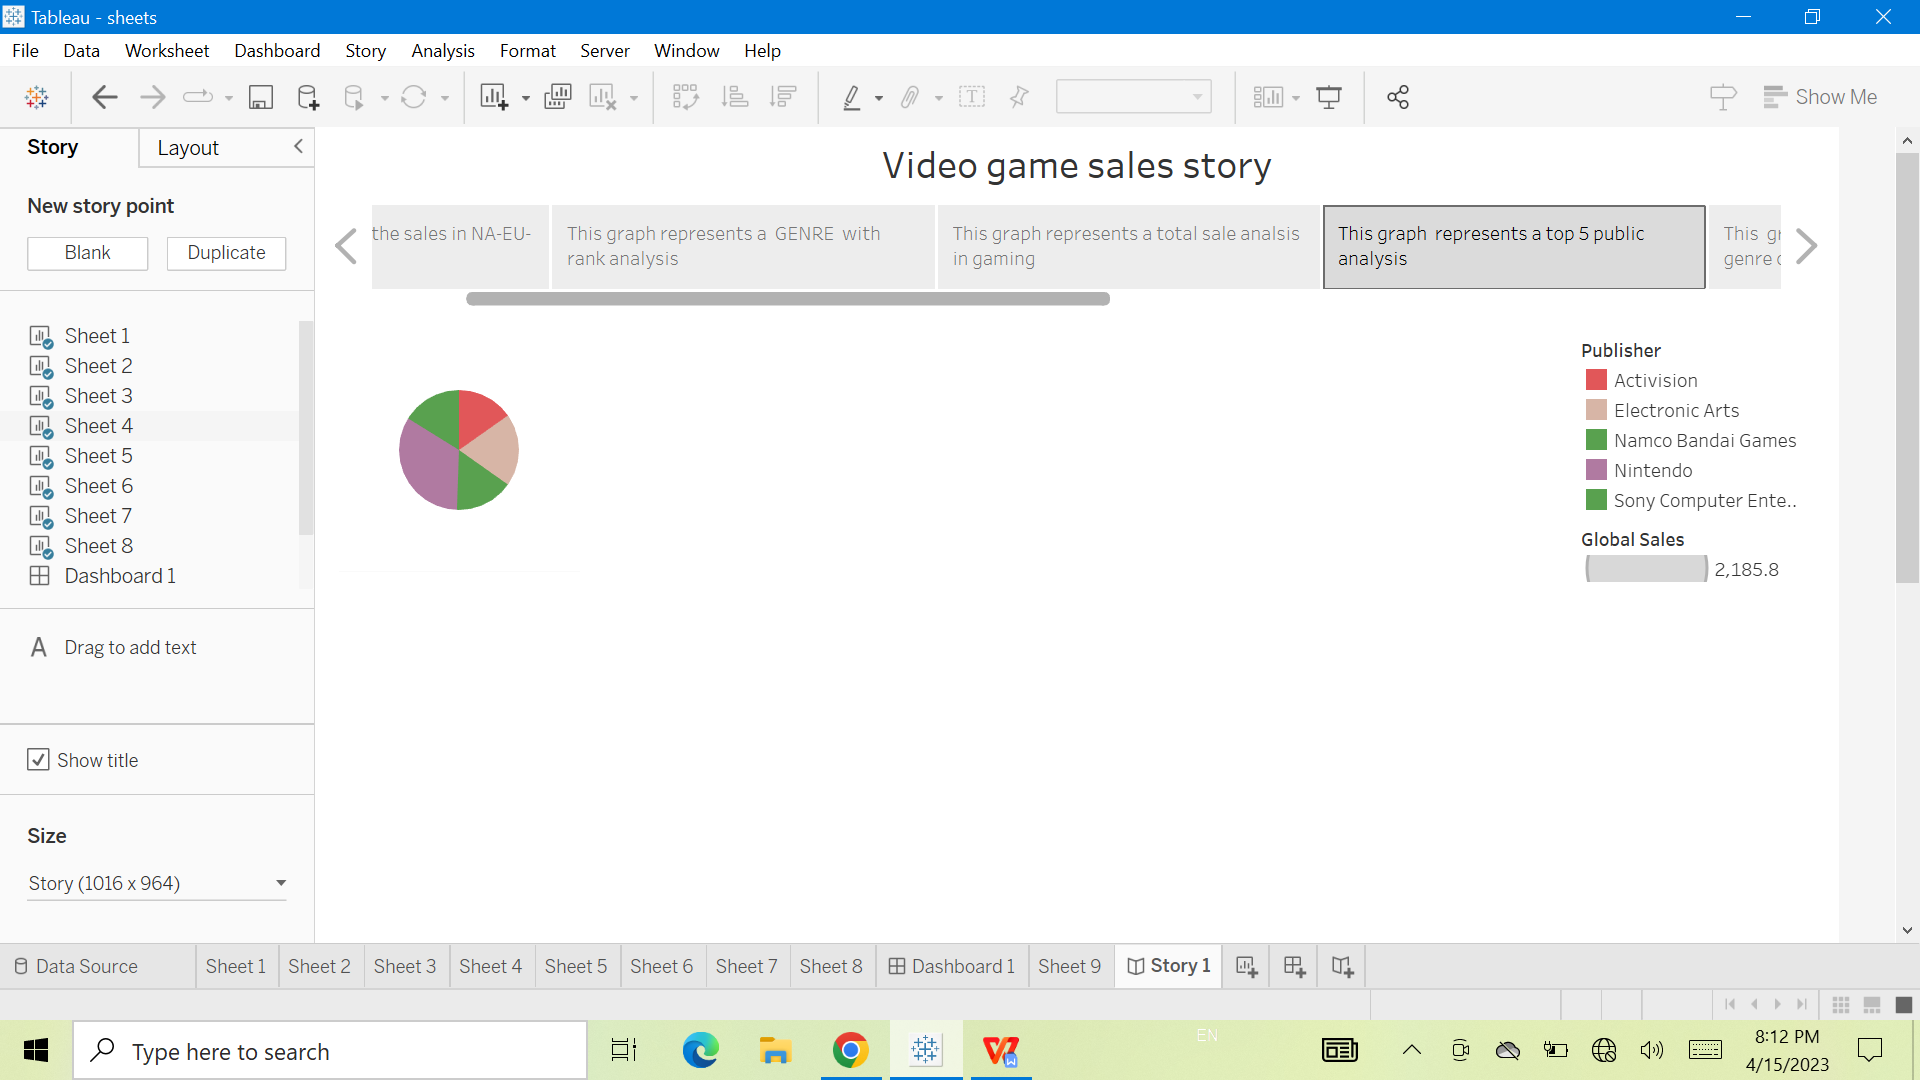 Tableau - sheets
File Data Worksheet Dashboard Story Analysis Format Server Window Help
Show Me
Story
Layout
New story point
Blank
Duplicate
Sheet 1
Sheet 2
Sheet 3
Sheet 4
Sheet 5
Sheet 6
Sheet 7
Sheet 8
Dashboard 1
A Drag to add text
Show title
Size
Story (1016 x 964)
Video game sales story
the sales in NA-EU-
This graph represents a GENRE with
rank analysis
This graph represents a total sale analsis
in gaming
This graph represents a top 5 public
analysis
This
genre
Publisher
Activision
Electronic Arts
Namco Bandai Games
Nintendo
Sony Computer Ente..
Global Sales
2,185.8
Data Source Sheet 1 Sheet 2 Sheet 3 Sheet 4 Sheet 5 Sheet 6 Sheet 7 Sheet 8 Dashboard 1 Sheet 9 Story 1
Type here to search
EN
8:12 PM
4/15/2023